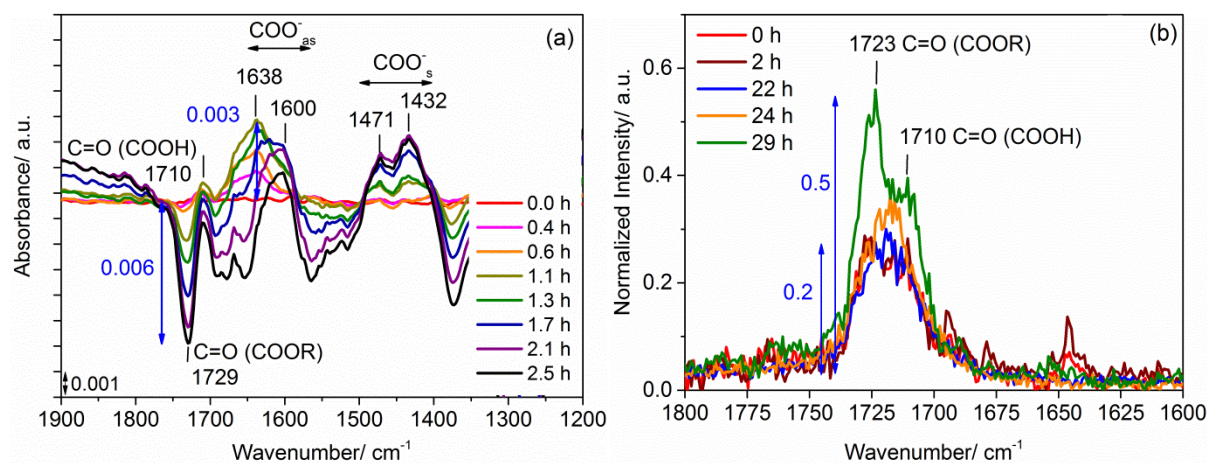 (a)
COO⁻as
COO⁻s
1638
1600
1471
1432
0.003
C=O (COOH)
1710
0.006
C=O (COOR)
1729
0.001
0.0 h
0.4 h
0.6 h
1.1 h
1.3 h
1.7 h
2.1 h
2.5 h
Absorbance/ a.u.
1900 1800 1700 1600 1500 1400 1300 1200
Wavenumber/ cm⁻¹
(b)
0 h
2 h
22 h
24 h
29 h
1723 C=O (COOR)
1710 C=O (COOH)
0.5
0.2
Normalized Intensity/ a.u.
0.6
0.4
0.2
0.0
1800 1775 1750 1725 1700 1675 1650 1625 1600
Wavenumber/ cm⁻¹